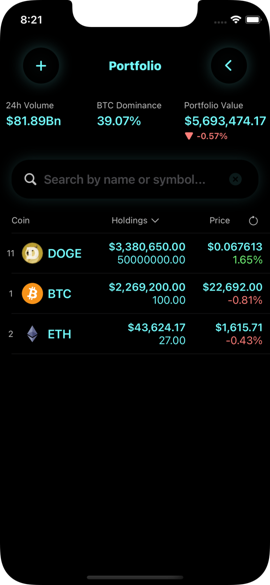 8:21
Portfolio
24h Volume BTC Dominance Portfolio Value
$81.89Bn 39.07% $5,693,474.17
-0.57%
Search by name or symbol...
Coin Holdings Price
11 DOGE $3,380,650.00 $0.067613
50000000.00 1.65%
1 BTC $2,269,200.00 $22,692.00
100.00 -0.81%
2 ETH $43,624.17 $1,615.71
27.00 -0.43%